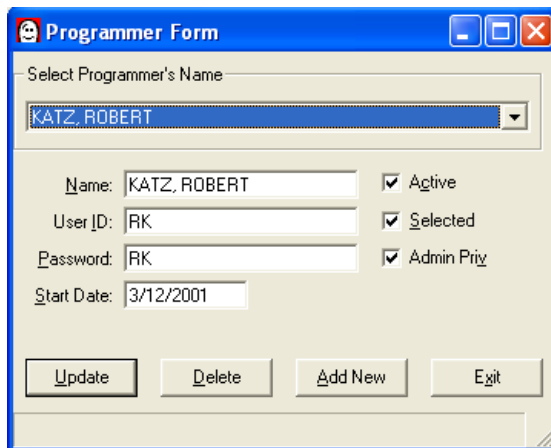 Programmer Form
Select Programmer's Name
KATZ, ROBERT
Name: KATZ, ROBERT Active
User ID: RK Selected
Password: RK Admin Priv
Start Date: 3/12/2001
Update Delete Add New Exit